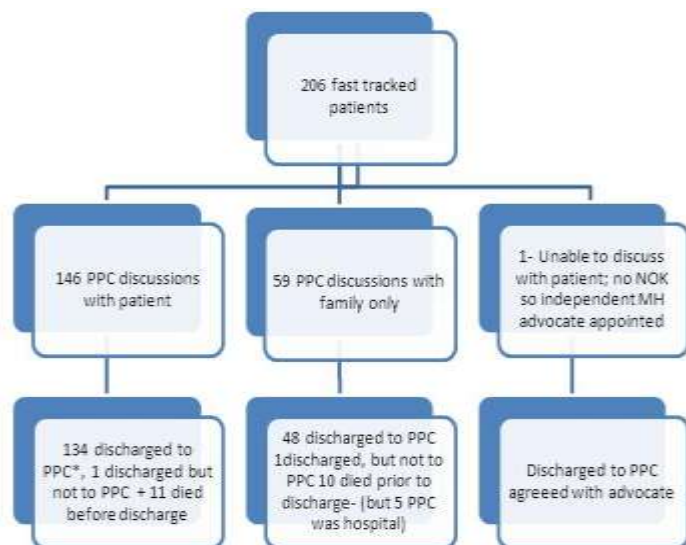 206 fast tracked
patients
146 PPC discussions
with patient
59 PPC discussions with
family only
1- Unable to discuss
with patient; no NOK
so independent MH
advocate appointed
134 discharged to
PPC*, 1 discharged but
not to PPC + 11 died
before discharge
48 discharged to PPC
1discharged, but not to
PPC 10 died prior to
discharge- (but 5 PPC
was hospital)
Discharged to PPC
agreeed with advocate